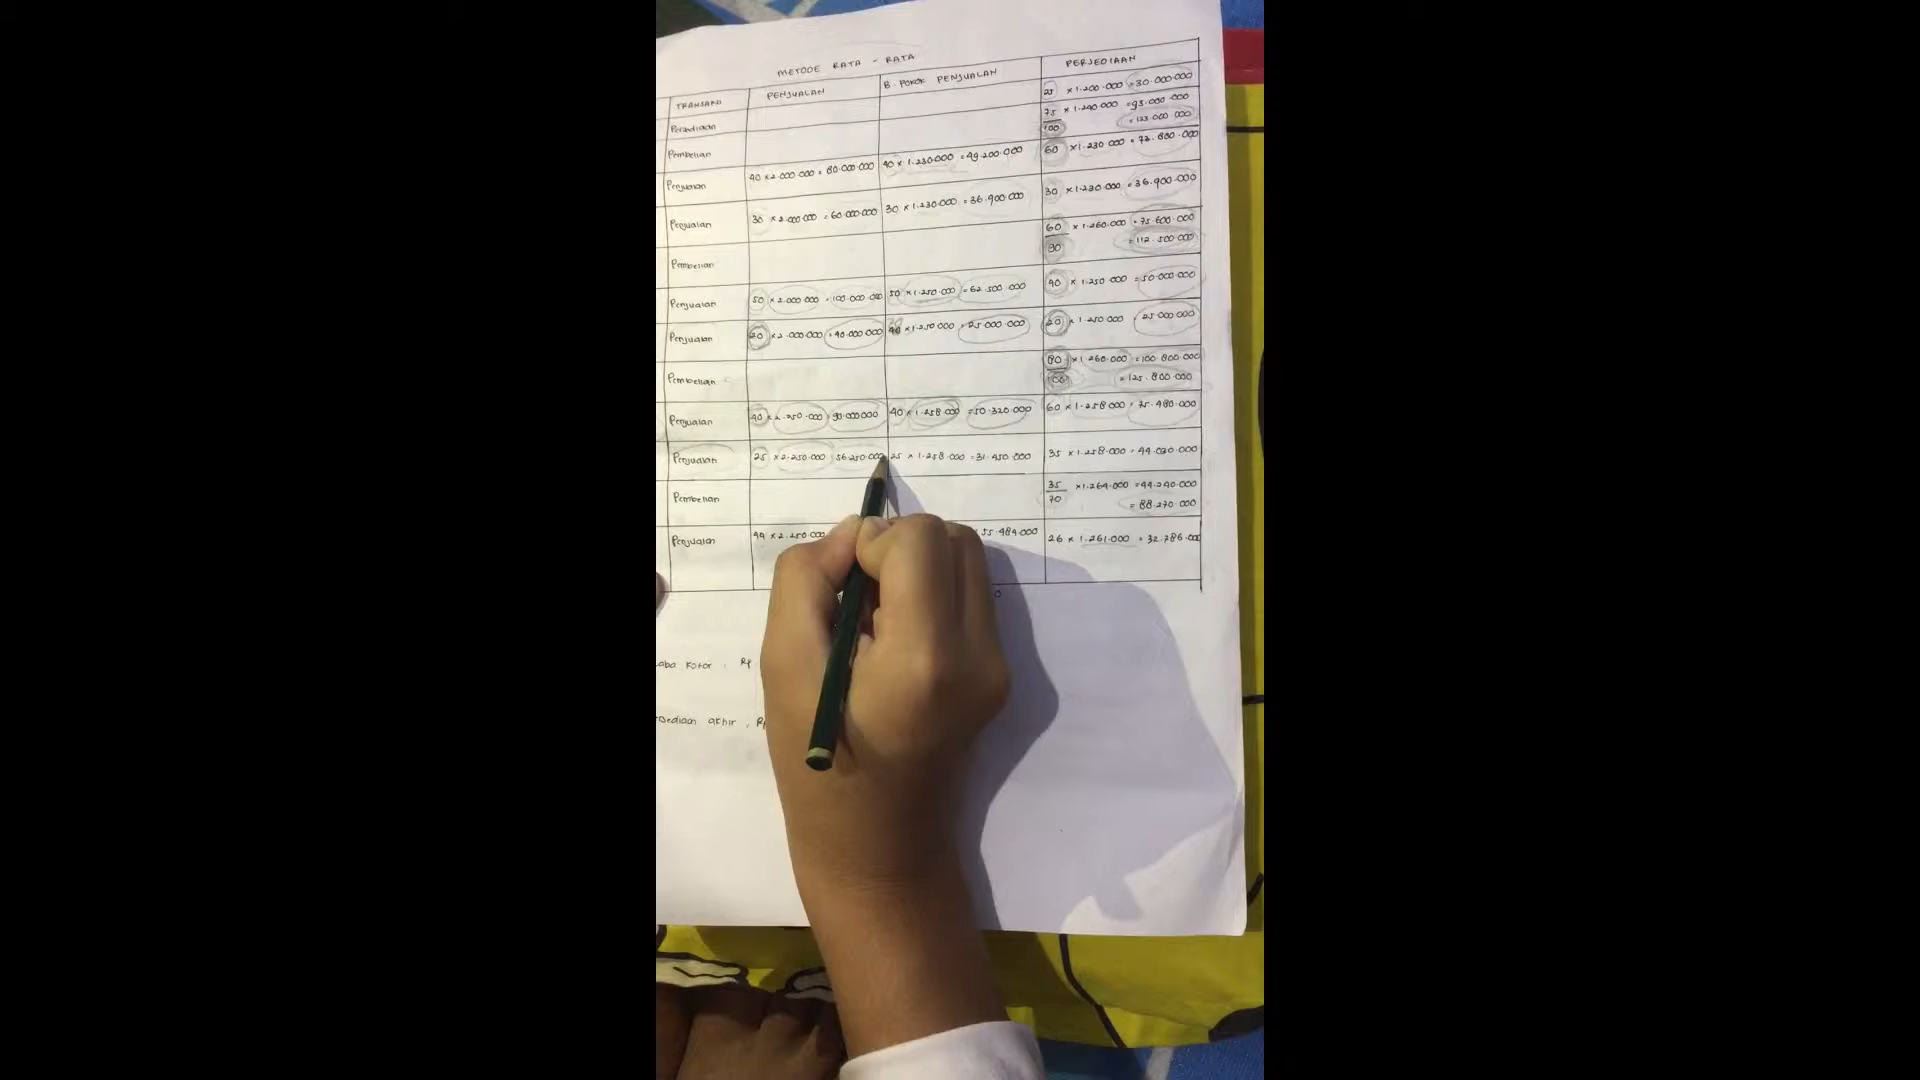 METODE RATA - RATA
TRANSAKSI PENJUALAN B. POKOK PENJUALAN PERSEDIAAN
Persediaan 25 × 1.200.000 = 30.000.000
Pembelian 75 × 1.240.000 = 93.000.000
100 = 123.000.000
Penjualan 40 × 2.000.000 = 80.000.000 40 × 1.230.000 = 49.200.000 60 × 1.230.000 = 73.800.000
Penjualan 30 × 2.000.000 = 60.000.000 30 × 1.230.000 = 36.900.000 30 × 1.230.000 = 36.900.000
Pembelian 60 × 1.260.000 = 75.600.000
90 = 112.500.000
Penjualan 50 × 2.000.000 = 100.000.000 50 × 1.250.000 = 62.500.000 40 × 1.250.000 = 50.000.000
Penjualan 20 × 2.000.000 = 40.000.000 × 1.250.000 = 25.000.000 20 × 1.250.000 = 25.000.000
Pembelian 80 × 1.260.000 = 100.800.000
100 = 125.800.000
Penjualan 40 × 2.250.000 = 90.000.000 40 × 1.258.000 = 50.320.000 60 × 1.258.000 = 75.480.000
Penjualan 25 × 2.250.000 = 56.250.000 25 × 1.258.000 = 31.450.000 35 × 1.258.000 = 44.030.000
Pembelian 35 × 1.264.000 = 44.240.000
70 = 88.270.000
Penjualan 44 × 2.250.000 55.484.000 26 × 1.261.000 = 32.786.000
0
aba Kotor : Rp
sediaan akhir : Rp